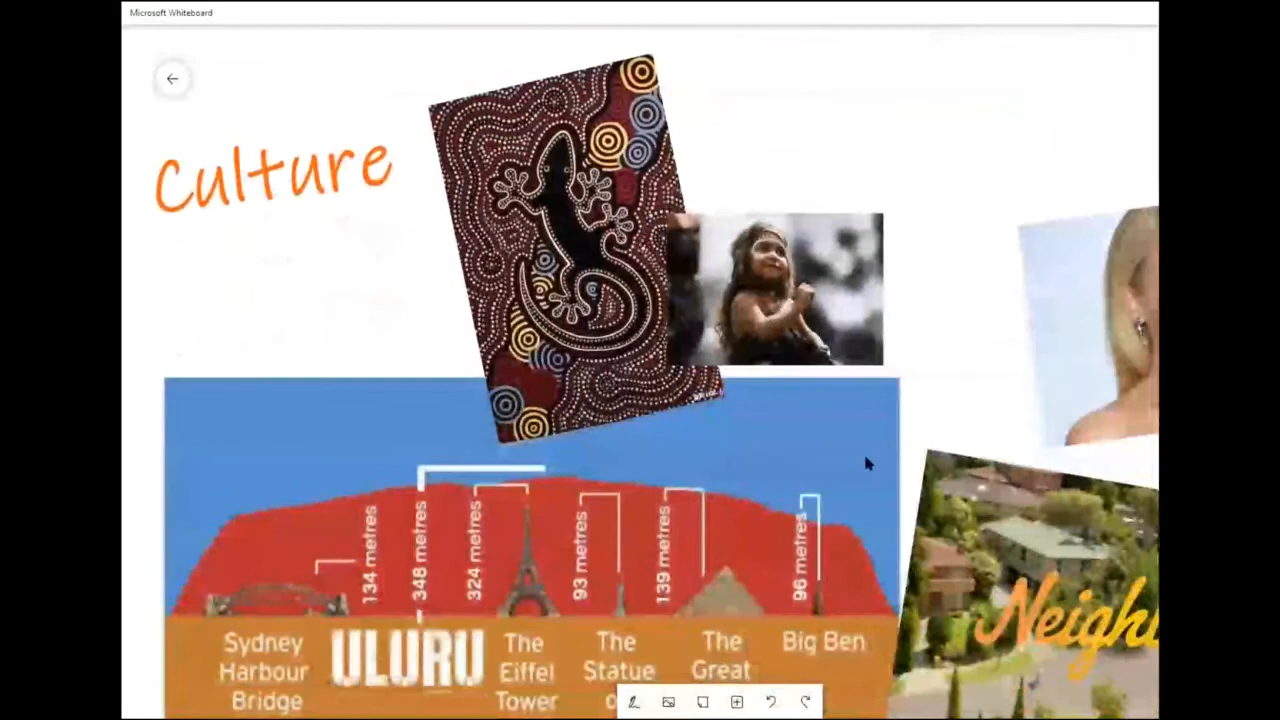 Microsoft Whiteboard
Culture
134 metres
348 metres
324 metres
93 metres
139 metres
96 metres
Sydney
Harbour
Bridge
ULURU
The
Eiffel
Tower
The
Statue
The
Great
Big Ben